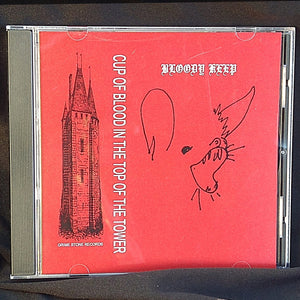 BLOODY KEEP
CUP OF BLOOD IN THE TOP OF THE TOWER
GRIME STONE RECORDS